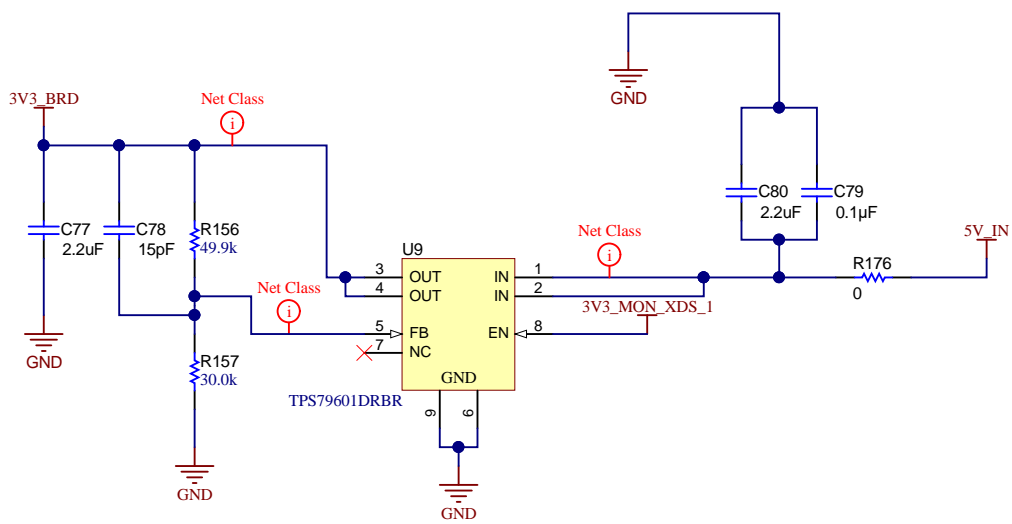 GND
3V3_BRD
Net Class
i
C80
2.2uF
C79
0.1µF
C77
2.2uF
C78
15pF
R156
49.9k
U9
Net Class
i
5V_IN
3
OUT
IN
1
4
OUT
IN
2
R176
0
Net Class
i
3V3_MON_XDS_1
5
FB
EN
8
7
NC
GND
R157
30.0k
GND
TPS79601DRBR
9
6
GND
GND